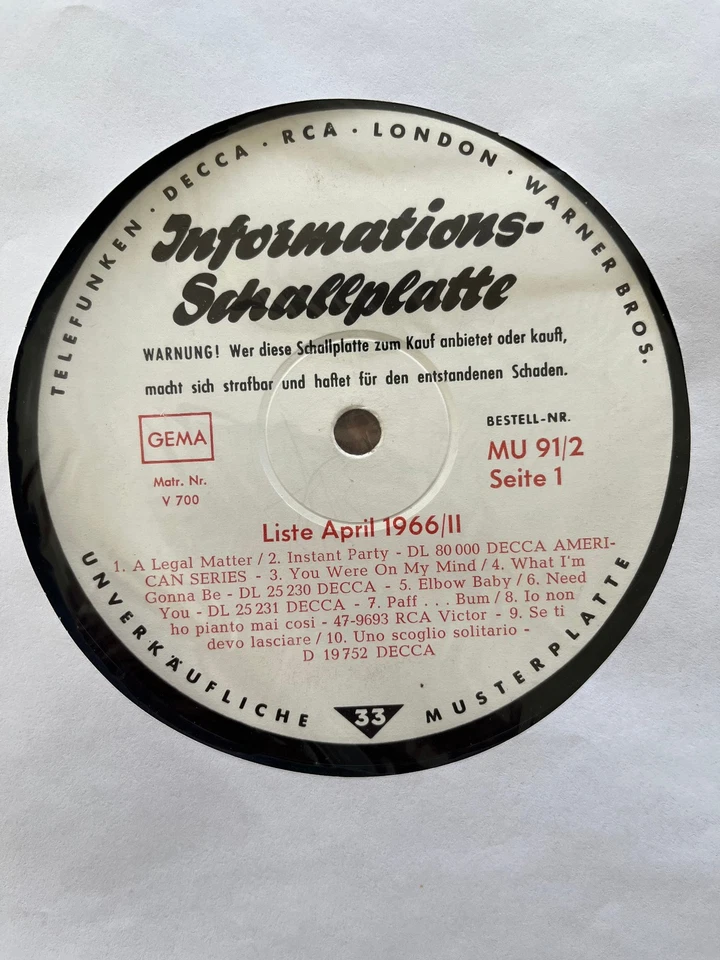 TELEFUNKEN · DECCA · RCA · LONDON · WARNER BROS.
Informations-
Schallplatte
WARNUNG! Wer diese Schallplatte zum Kauf anbietet oder kauft,
macht sich strafbar und haftet für den entstandenen Schaden.
GEMA
Matr. Nr.
V 700
BESTELL-NR.
MU 91/2
Seite 1
Liste April 1966/II
1. A Legal Matter / 2. Instant Party - DL 80 000 DECCA AMERI-
CAN SERIES - 3. You Were On My Mind / 4. What I'm
Gonna Be - DL 25 230 DECCA - 5. Elbow Baby / 6. Need
You - DL 25 231 DECCA - 7. Paff . . . Bum / 8. Io non
ho pianto mai cosi - 47-9693 RCA Victor - 9. Se ti
devo lasciare / 10. Uno scoglio solitario -
D 19 752 DECCA
UNVERKÄUFLICHE 33 MUSTERPLATTE